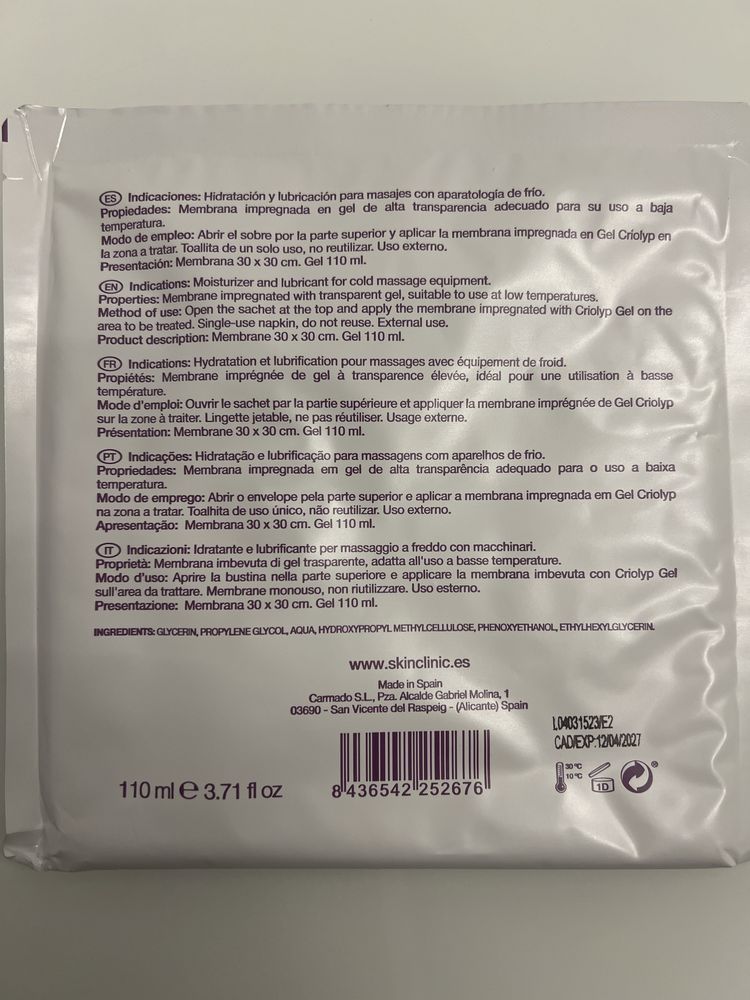 ES Indicaciones: Hidratación y lubricación para masajes con aparatología de frío.
Propiedades: Membrana impregnada en gel de alta transparencia adecuado para su uso a baja
temperatura.
Modo de empleo: Abrir el sobre por la parte superior y aplicar la membrana impregnada en Gel Críolyp en
la zona a tratar. Toallita de un solo uso, no reutilizar. Uso externo.
Presentación: Membrana 30 x 30 cm. Gel 110 ml.
EN Indications: Moisturizer and lubricant for cold massage equipment.
Properties: Membrane impregnated with transparent gel, suitable to use at low temperatures.
Method of use: Open the sachet at the top and apply the membrane impregnated with Criolyp Gel on the
area to be treated. Single-use napkin, do not reuse. External use.
Product description: Membrane 30 x 30 cm. Gel 110 ml.
FR Indications: Hydratation et lubrification pour massages avec équipement de froid.
Propiétés: Membrane imprégnée de gel à transparence élevée, idéal pour une utilisation à basse
température.
Mode d'emploi: Ouvrir le sachet par la partie supérieure et appliquer la membrane imprégnée de Gel Criolyp
sur la zone à traiter. Lingette jetable, ne pas réutiliser. Usage externe.
Présentation: Membrane 30 x 30 cm. Gel 110 ml.
PT Indicações: Hidratação e lubrificação para massagens com aparelhos de frio.
Propriedades: Membrana impregnada em gel de alta transparência adequado para o uso a baixa
temperatura.
Modo de emprego: Abrir o envelope pela parte superior e aplicar a membrana impregnada em Gel Criolyp
na zona a tratar. Toalhita de uso único, não reutilizar. Uso externo.
Apresentação: Membrana 30 x 30 cm. Gel 110 ml.
IT Indicazioni: Idratante e lubrificante per massaggio a freddo con macchinari.
Proprietà: Membrana imbevuta di gel trasparente, adatta all'uso a basse temperature.
Modo d'uso: Aprire la bustina nella parte superiore e applicare la membrana imbevuta con Criolyp Gel
sull'area da trattare. Membrane monouso, non riutilizzare. Uso esterno.
Presentazione: Membrana 30 x 30 cm. Gel 110 ml.
INGREDIENTS: GLYCERIN, PROPYLENE GLYCOL, AQUA, HYDROXYPROPYL METHYLCELLULOSE, PHENOXYETHANOL, ETHYLHEXYLGLYCERIN.
www.skinclinic.es
Made in Spain
Carmado S.L., Pza. Alcalde Gabriel Molina, 1
03690 - San Vicente del Raspeig - (Alicante) Spain
L04031523/E2
CAD/EXP:12/04/2027
30 °C
10 °C
1D
®
110 ml e 3.71 fl oz
8 436542 252676